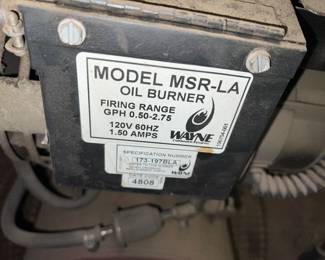 MODEL MSR-LA
OIL BURNER
FIRING RANGE
GPH 0.50-2.75
120V 60HZ
1.50 AMPS
WAYNE
SPECIFICATION NUMBER
173-197BLA
4808